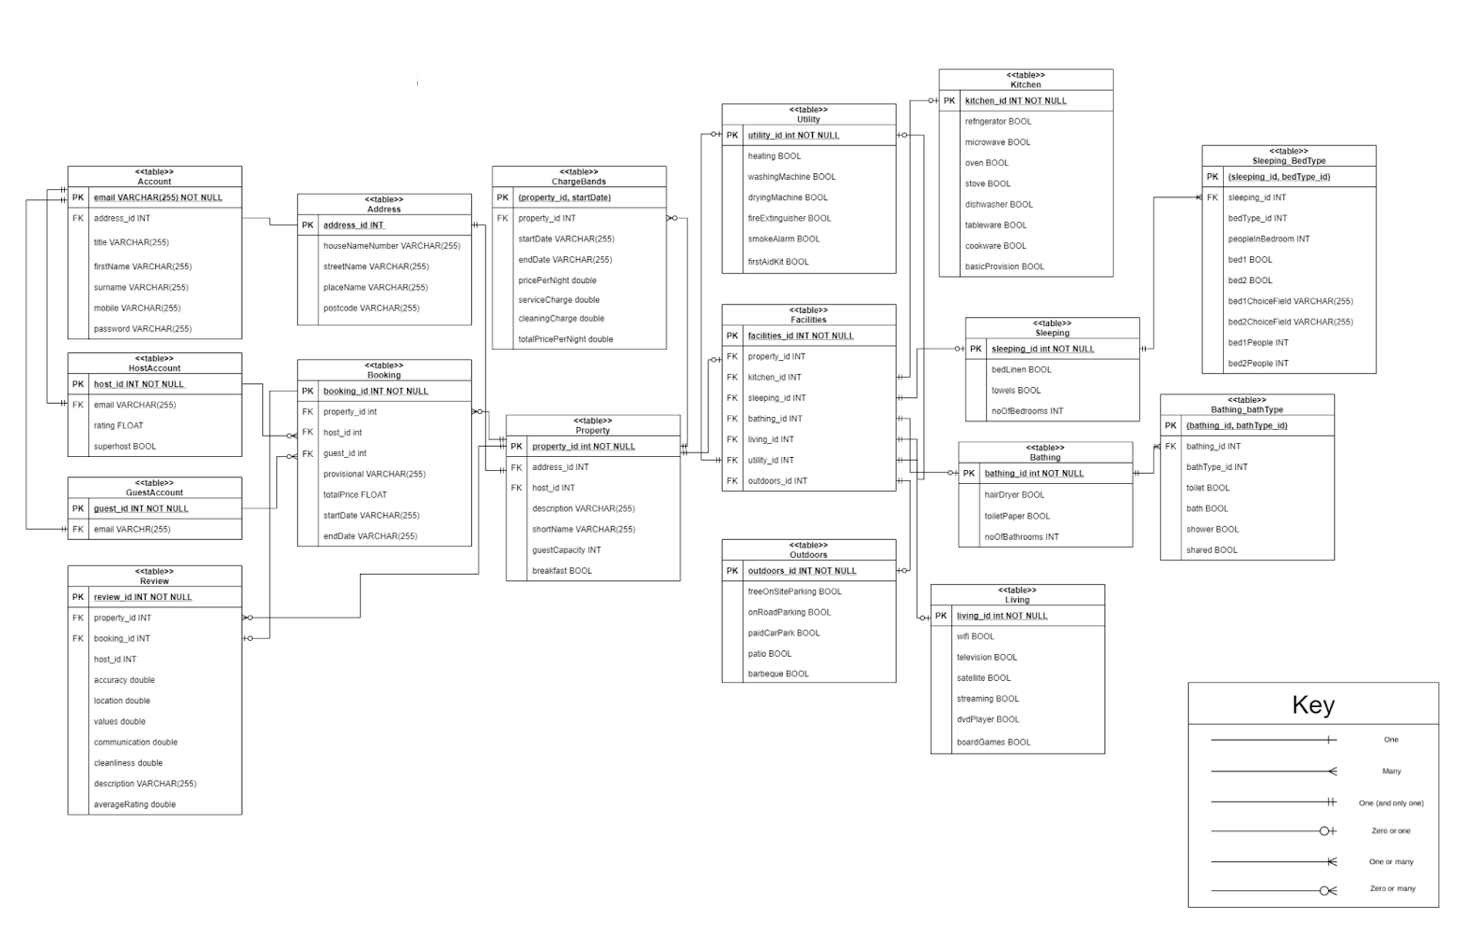 <<table>>
Account
PK email VARCHAR(255) NOT NULL
FK address_id INT
title VARCHAR(255)
firstName VARCHAR(255)
surname VARCHAR(255)
mobile VARCHAR(255)
password VARCHAR(255)
<<table>>
HostAccount
PK host_id INT NOT NULL
FK email VARCHAR(255)
rating FLOAT
superhost BOOL
<<table>>
GuestAccount
PK guest_id INT NOT NULL
FK email VARCHR(255)
<<table>>
Review
PK review_id INT NOT NULL
FK property_id INT
FK booking_id INT
host_id INT
accuracy double
location double
values double
communication double
cleanliness double
description VARCHAR(255)
averageRating double
<<table>>
Address
PK address_id INT
houseNameNumber VARCHAR(255)
streetName VARCHAR(255)
placeName VARCHAR(255)
postcode VARCHAR(255)
<<table>>
Booking
PK booking_id INT NOT NULL
FK property_id int
FK host_id int
FK guest_id int
provisional VARCHAR(255)
totalPrice FLOAT
startDate VARCHAR(255)
endDate VARCHAR(255)
<<table>>
ChargeBands
PK (property_id, startDate)
FK property_id INT
startDate VARCHAR(255)
endDate VARCHAR(255)
pricePerNight double
serviceCharge double
cleaningCharge double
totalPricePerNight double
<<table>>
Property
PK property_id int NOT NULL
FK address_id INT
FK host_id INT
description VARCHAR(255)
shortName VARCHAR(255)
guestCapacity INT
breakfast BOOL
<<table>>
Utility
PK utility_id int NOT NULL
heating BOOL
washingMachine BOOL
dryingMachine BOOL
fireExtinguisher BOOL
smokeAlarm BOOL
firstAidKit BOOL
<<table>>
Facilities
PK facilities_id INT NOT NULL
FK property_id INT
FK kitchen_id INT
FK sleeping_id INT
FK bathing_id INT
FK living_id INT
FK utility_id INT
FK outdoors_id INT
<<table>>
Outdoors
PK outdoors_id INT NOT NULL
freeOnSiteParking BOOL
onRoadParking BOOL
paidCarPark BOOL
patio BOOL
barbeque BOOL
<<table>>
Kitchen
PK kitchen_id INT NOT NULL
refrigerator BOOL
microwave BOOL
oven BOOL
stove BOOL
dishwasher BOOL
tableware BOOL
cookware BOOL
basicProvision BOOL
<<table>>
Sleeping
PK sleeping_id int NOT NULL
bedLinen BOOL
towels BOOL
noOfBedrooms INT
<<table>>
Bathing
PK bathing_id int NOT NULL
hairDryer BOOL
toiletPaper BOOL
noOfBathrooms INT
<<table>>
Living
PK living_id int NOT NULL
wifi BOOL
television BOOL
satellite BOOL
streaming BOOL
dvdPlayer BOOL
boardGames BOOL
<<table>>
Sleeping_BedType
PK (sleeping_id, bedType_id)
FK sleeping_id INT
bedType_id INT
peopleInBedroom INT
bed1 BOOL
bed2 BOOL
bed1ChoiceField VARCHAR(255)
bed2ChoiceField VARCHAR(255)
bed1People INT
bed2People INT
<<table>>
Bathing_bathType
PK (bathing_id, bathType_id)
FK bathing_id INT
bathType_id INT
toilet BOOL
bath BOOL
shower BOOL
shared BOOL
Key
One
Many
One (and only one)
Zero or one
One or many
Zero or many